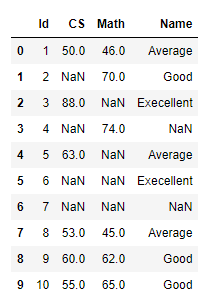 Id CS Math Name
0 1 50.0 46.0 Average
1 2 NaN 70.0 Good
2 3 88.0 NaN Execellent
3 4 NaN 74.0 NaN
4 5 63.0 NaN Average
5 6 NaN NaN Execellent
6 7 NaN NaN NaN
7 8 53.0 45.0 Average
8 9 60.0 62.0 Good
9 10 55.0 65.0 Good